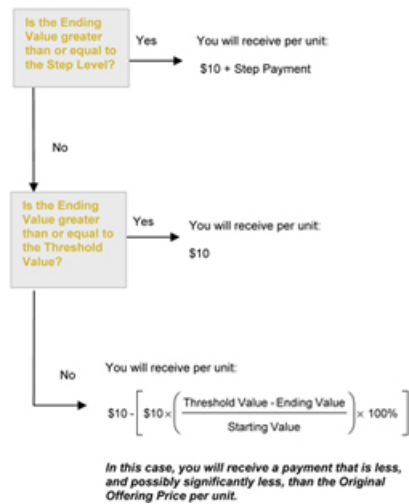 Is the Ending
Value greater
than or equal to
the Step Level?
Yes
You will receive per unit:
$10 + Step Payment
No
Is the Ending
Value greater
than or equal to
the Threshold
Value?
Yes
You will receive per unit:
$10
No
You will receive per unit:
$10 - [ $10 × ( Threshold Value - Ending Value / Starting Value ) × 100% ]
In this case, you will receive a payment that is less,
and possibly significantly less, than the Original
Offering Price per unit.